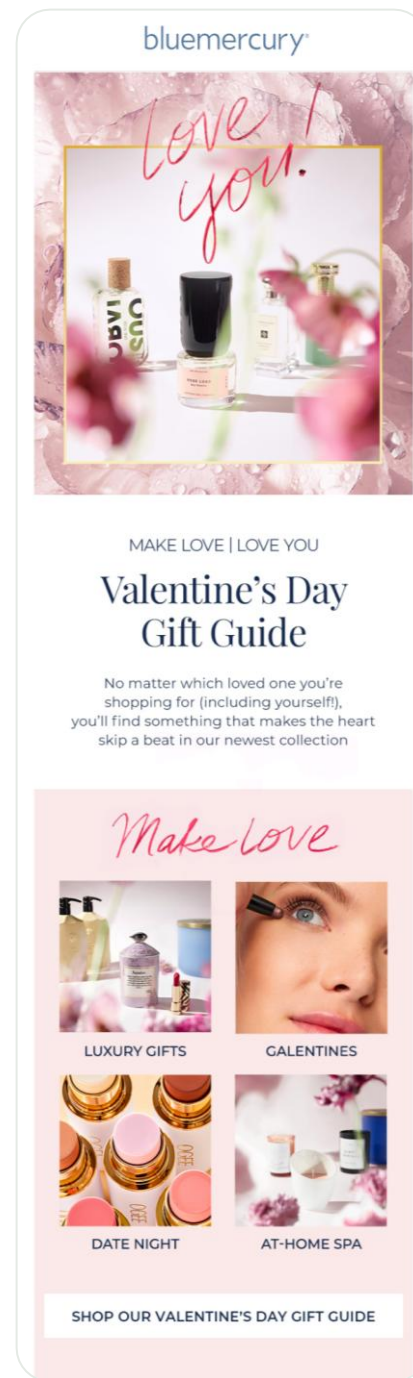 bluemercury
Love
you!
MAKE LOVE | LOVE YOU
Valentine's Day
Gift Guide
No matter which loved one you're
shopping for (including yourself!),
you'll find something that makes the heart
skip a beat in our newest collection
Make Love
OGEE
OGEE
LUXURY GIFTS
GALENTINES
DATE NIGHT
AT-HOME SPA
SHOP OUR VALENTINE'S DAY GIFT GUIDE